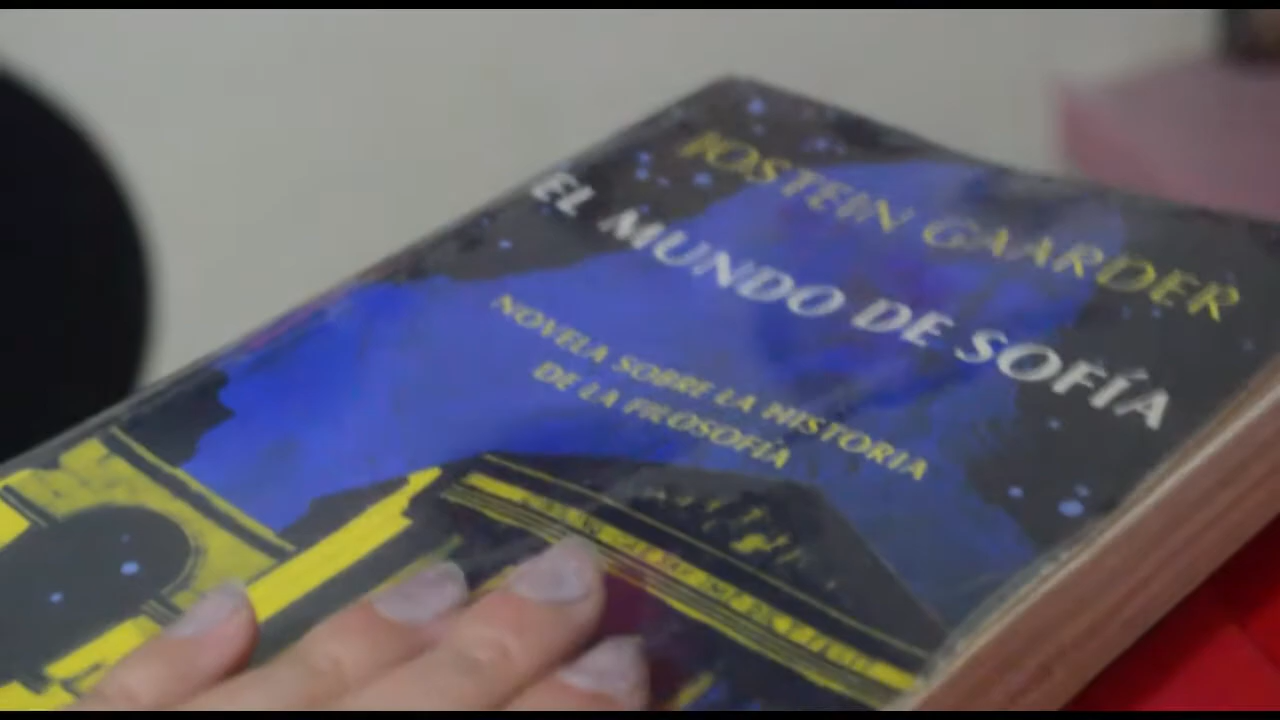 JOSTEIN GAARDER
EL MUNDO DE SOFÍA
NOVELA SOBRE LA HISTORIA
DE LA FILOSOFÍA